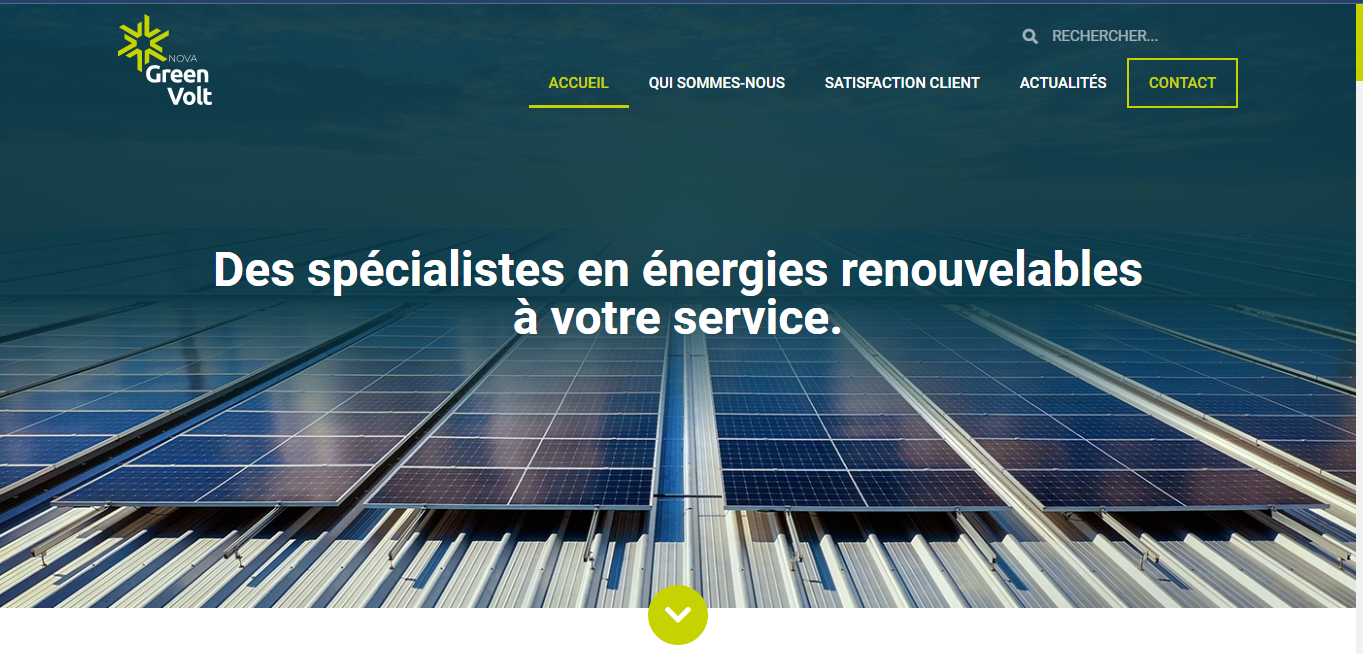 NOVA
Green
Volt
RECHERCHER...
ACCUEIL QUI SOMMES-NOUS SATISFACTION CLIENT ACTUALITÉS CONTACT
Des spécialistes en énergies renouvelables
à votre service.